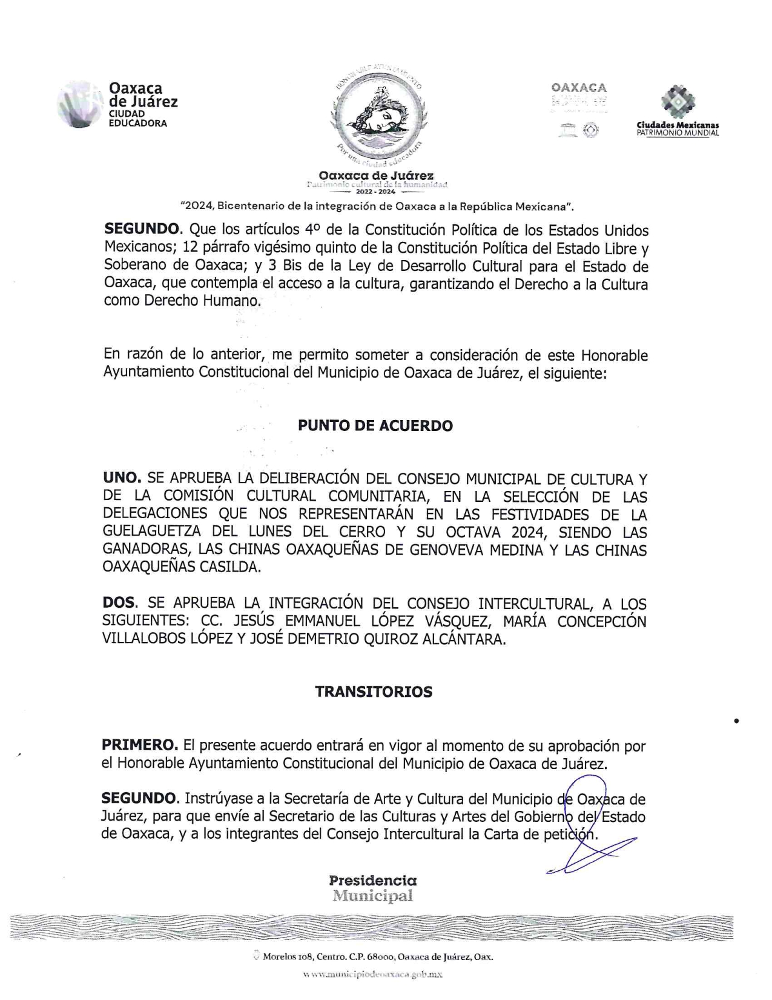 Oaxaca
de Juárez
CIUDAD
EDUCADORA
HONORABLE AYUNTAMIENTO
Por una ciudad educadora
Oaxaca de Juárez
Patrimonio cultural de la humanidad
2022 - 2024
OAXACA
Ciudades Mexicanas
PATRIMONIO MUNDIAL
“2024, Bicentenario de la integración de Oaxaca a la República Mexicana”.
SEGUNDO. Que los artículos 4º de la Constitución Política de los Estados Unidos
Mexicanos; 12 párrafo vigésimo quinto de la Constitución Política del Estado Libre y
Soberano de Oaxaca; y 3 Bis de la Ley de Desarrollo Cultural para el Estado de
Oaxaca, que contempla el acceso a la cultura, garantizando el Derecho a la Cultura
como Derecho Humano.
En razón de lo anterior, me permito someter a consideración de este Honorable
Ayuntamiento Constitucional del Municipio de Oaxaca de Juárez, el siguiente:
PUNTO DE ACUERDO
UNO. SE APRUEBA LA DELIBERACIÓN DEL CONSEJO MUNICIPAL DE CULTURA Y
DE LA COMISIÓN CULTURAL COMUNITARIA, EN LA SELECCIÓN DE LAS
DELEGACIONES QUE NOS REPRESENTARÁN EN LAS FESTIVIDADES DE LA
GUELAGUETZA DEL LUNES DEL CERRO Y SU OCTAVA 2024, SIENDO LAS
GANADORAS, LAS CHINAS OAXAQUEÑAS DE GENOVEVA MEDINA Y LAS CHINAS
OAXAQUEÑAS CASILDA.
DOS. SE APRUEBA LA INTEGRACIÓN DEL CONSEJO INTERCULTURAL, A LOS
SIGUIENTES: CC. JESÚS EMMANUEL LÓPEZ VÁSQUEZ, MARÍA CONCEPCIÓN
VILLALOBOS LÓPEZ Y JOSÉ DEMETRIO QUIROZ ALCÁNTARA.
TRANSITORIOS
PRIMERO. El presente acuerdo entrará en vigor al momento de su aprobación por
el Honorable Ayuntamiento Constitucional del Municipio de Oaxaca de Juárez.
SEGUNDO. Instrúyase a la Secretaría de Arte y Cultura del Municipio de Oaxaca de
Juárez, para que envíe al Secretario de las Culturas y Artes del Gobierno del Estado
de Oaxaca, y a los integrantes del Consejo Intercultural la Carta de petición.
Presidencia
Municipal
Morelos 108, Centro. C.P. 68000, Oaxaca de Juárez, Oax.
www.municipiodeoaxaca.gob.mx